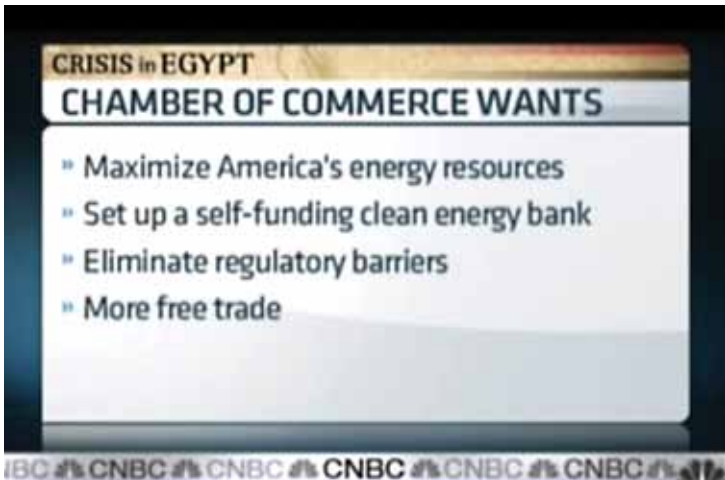 CRISIS in EGYPT
CHAMBER OF COMMERCE WANTS
» Maximize America's energy resources
» Set up a self-funding clean energy bank
» Eliminate regulatory barriers
» More free trade
BC CNBC CNBC CNBC CNBC CNBC